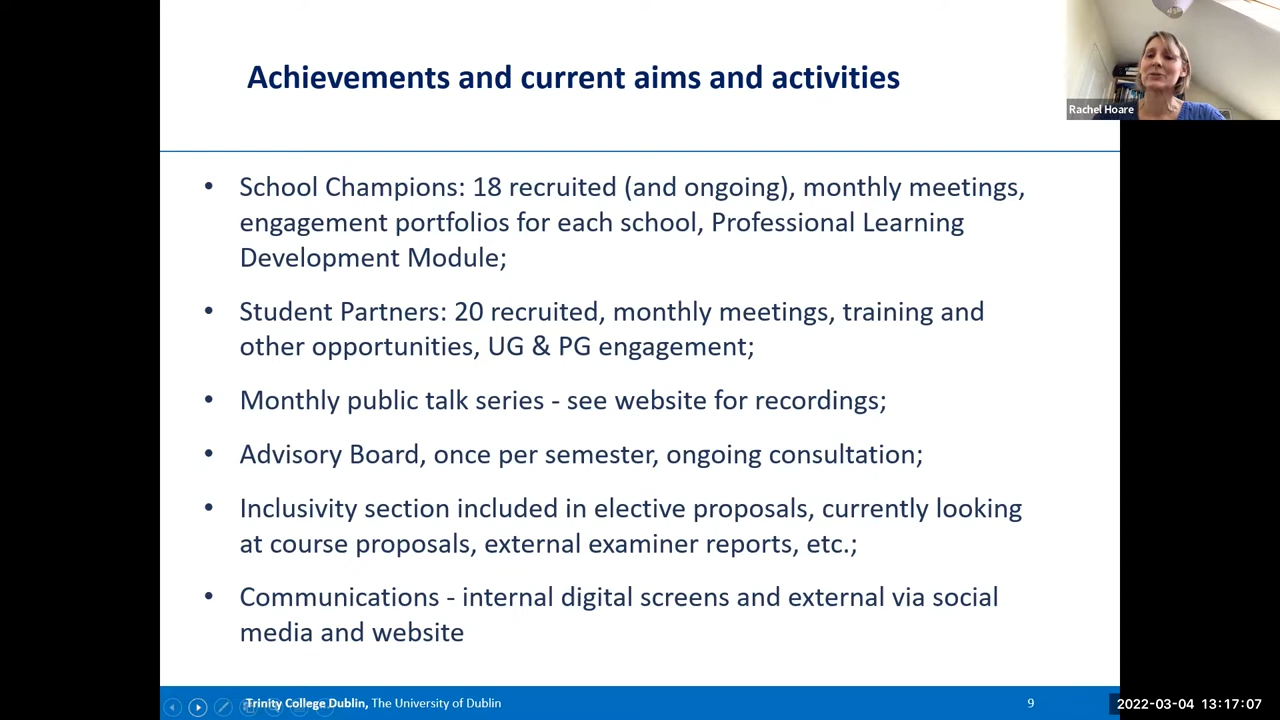 Achievements and current aims and activities
Rachel Hoare
• School Champions: 18 recruited (and ongoing), monthly meetings,
engagement portfolios for each school, Professional Learning
Development Module;
• Student Partners: 20 recruited, monthly meetings, training and
other opportunities, UG & PG engagement;
• Monthly public talk series - see website for recordings;
• Advisory Board, once per semester, ongoing consultation;
• Inclusivity section included in elective proposals, currently looking
at course proposals, external examiner reports, etc.;
• Communications - internal digital screens and external via social
media and website
Trinity College Dublin, The University of Dublin
9
2022-03-04 13:17:07